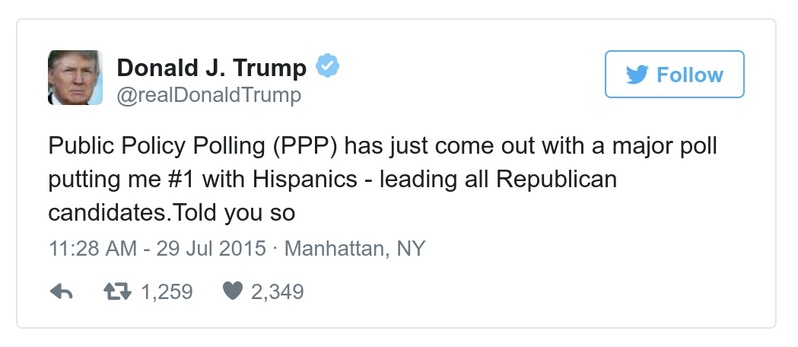 Donald J. Trump
Follow
@realDonaldTrump
Public Policy Polling (PPP) has just come out with a major poll
putting me #1 with Hispanics - leading all Republican
candidates.Told you so
11:28 AM - 29 Jul 2015 · Manhattan, NY
1,259 2,349